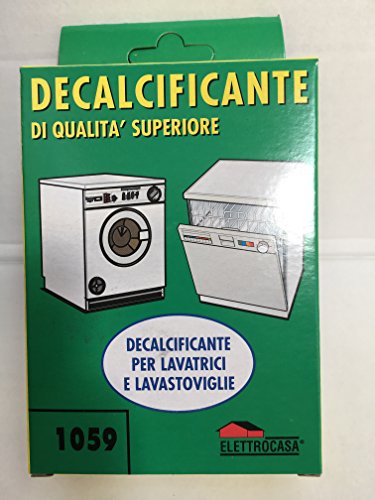 DECALCIFICANTE
DI QUALITA' SUPERIORE
DECALCIFICANTE
PER LAVATRICI
E LAVASTOVIGLIE
1059
ELETTROCASA®